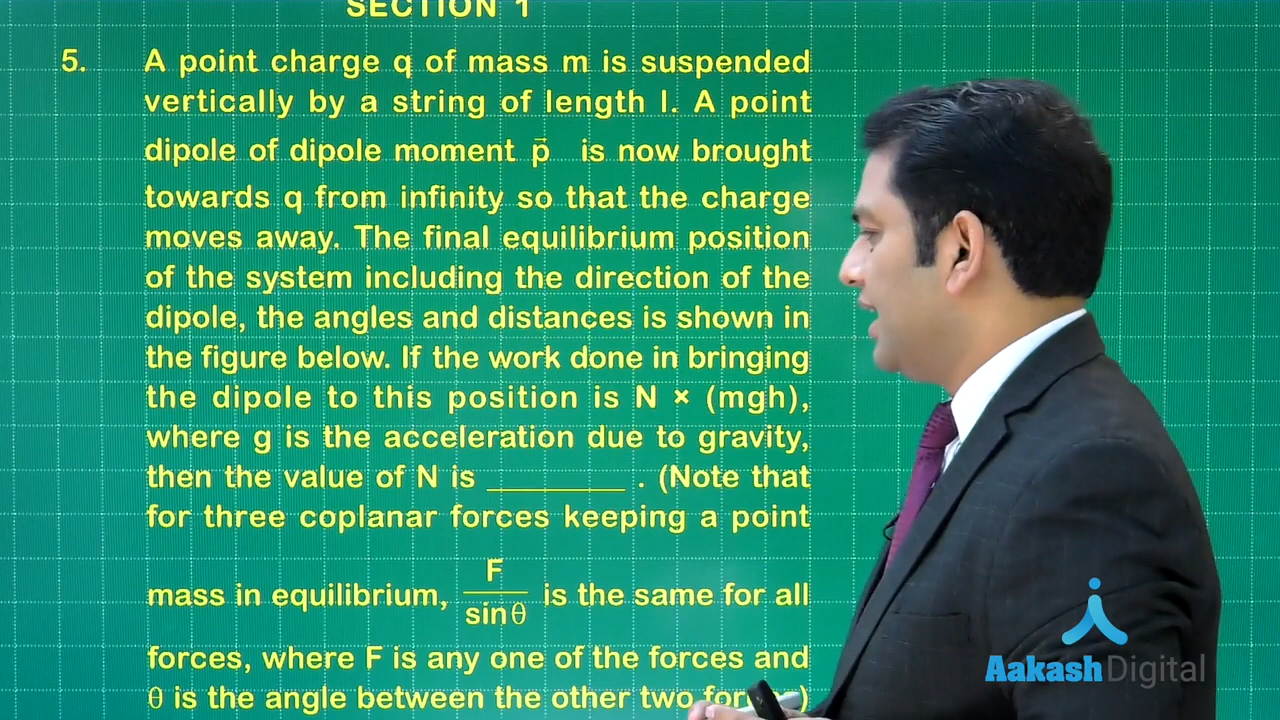 SECTION 1
5. A point charge q of mass m is suspended
vertically by a string of length l. A point
dipole of dipole moment p⃗ is now brought
towards q from infinity so that the charge
moves away. The final equilibrium position
of the system including the direction of the
dipole, the angles and distances is shown in
the figure below. If the work done in bringing
the dipole to this position is N × (mgh),
where g is the acceleration due to gravity,
then the value of N is ________ . (Note that
for three coplanar forces keeping a point
mass in equilibrium, F/sin θ is the same for all
forces, where F is any one of the forces and
θ is the angle between the other two )
Aakash Digital